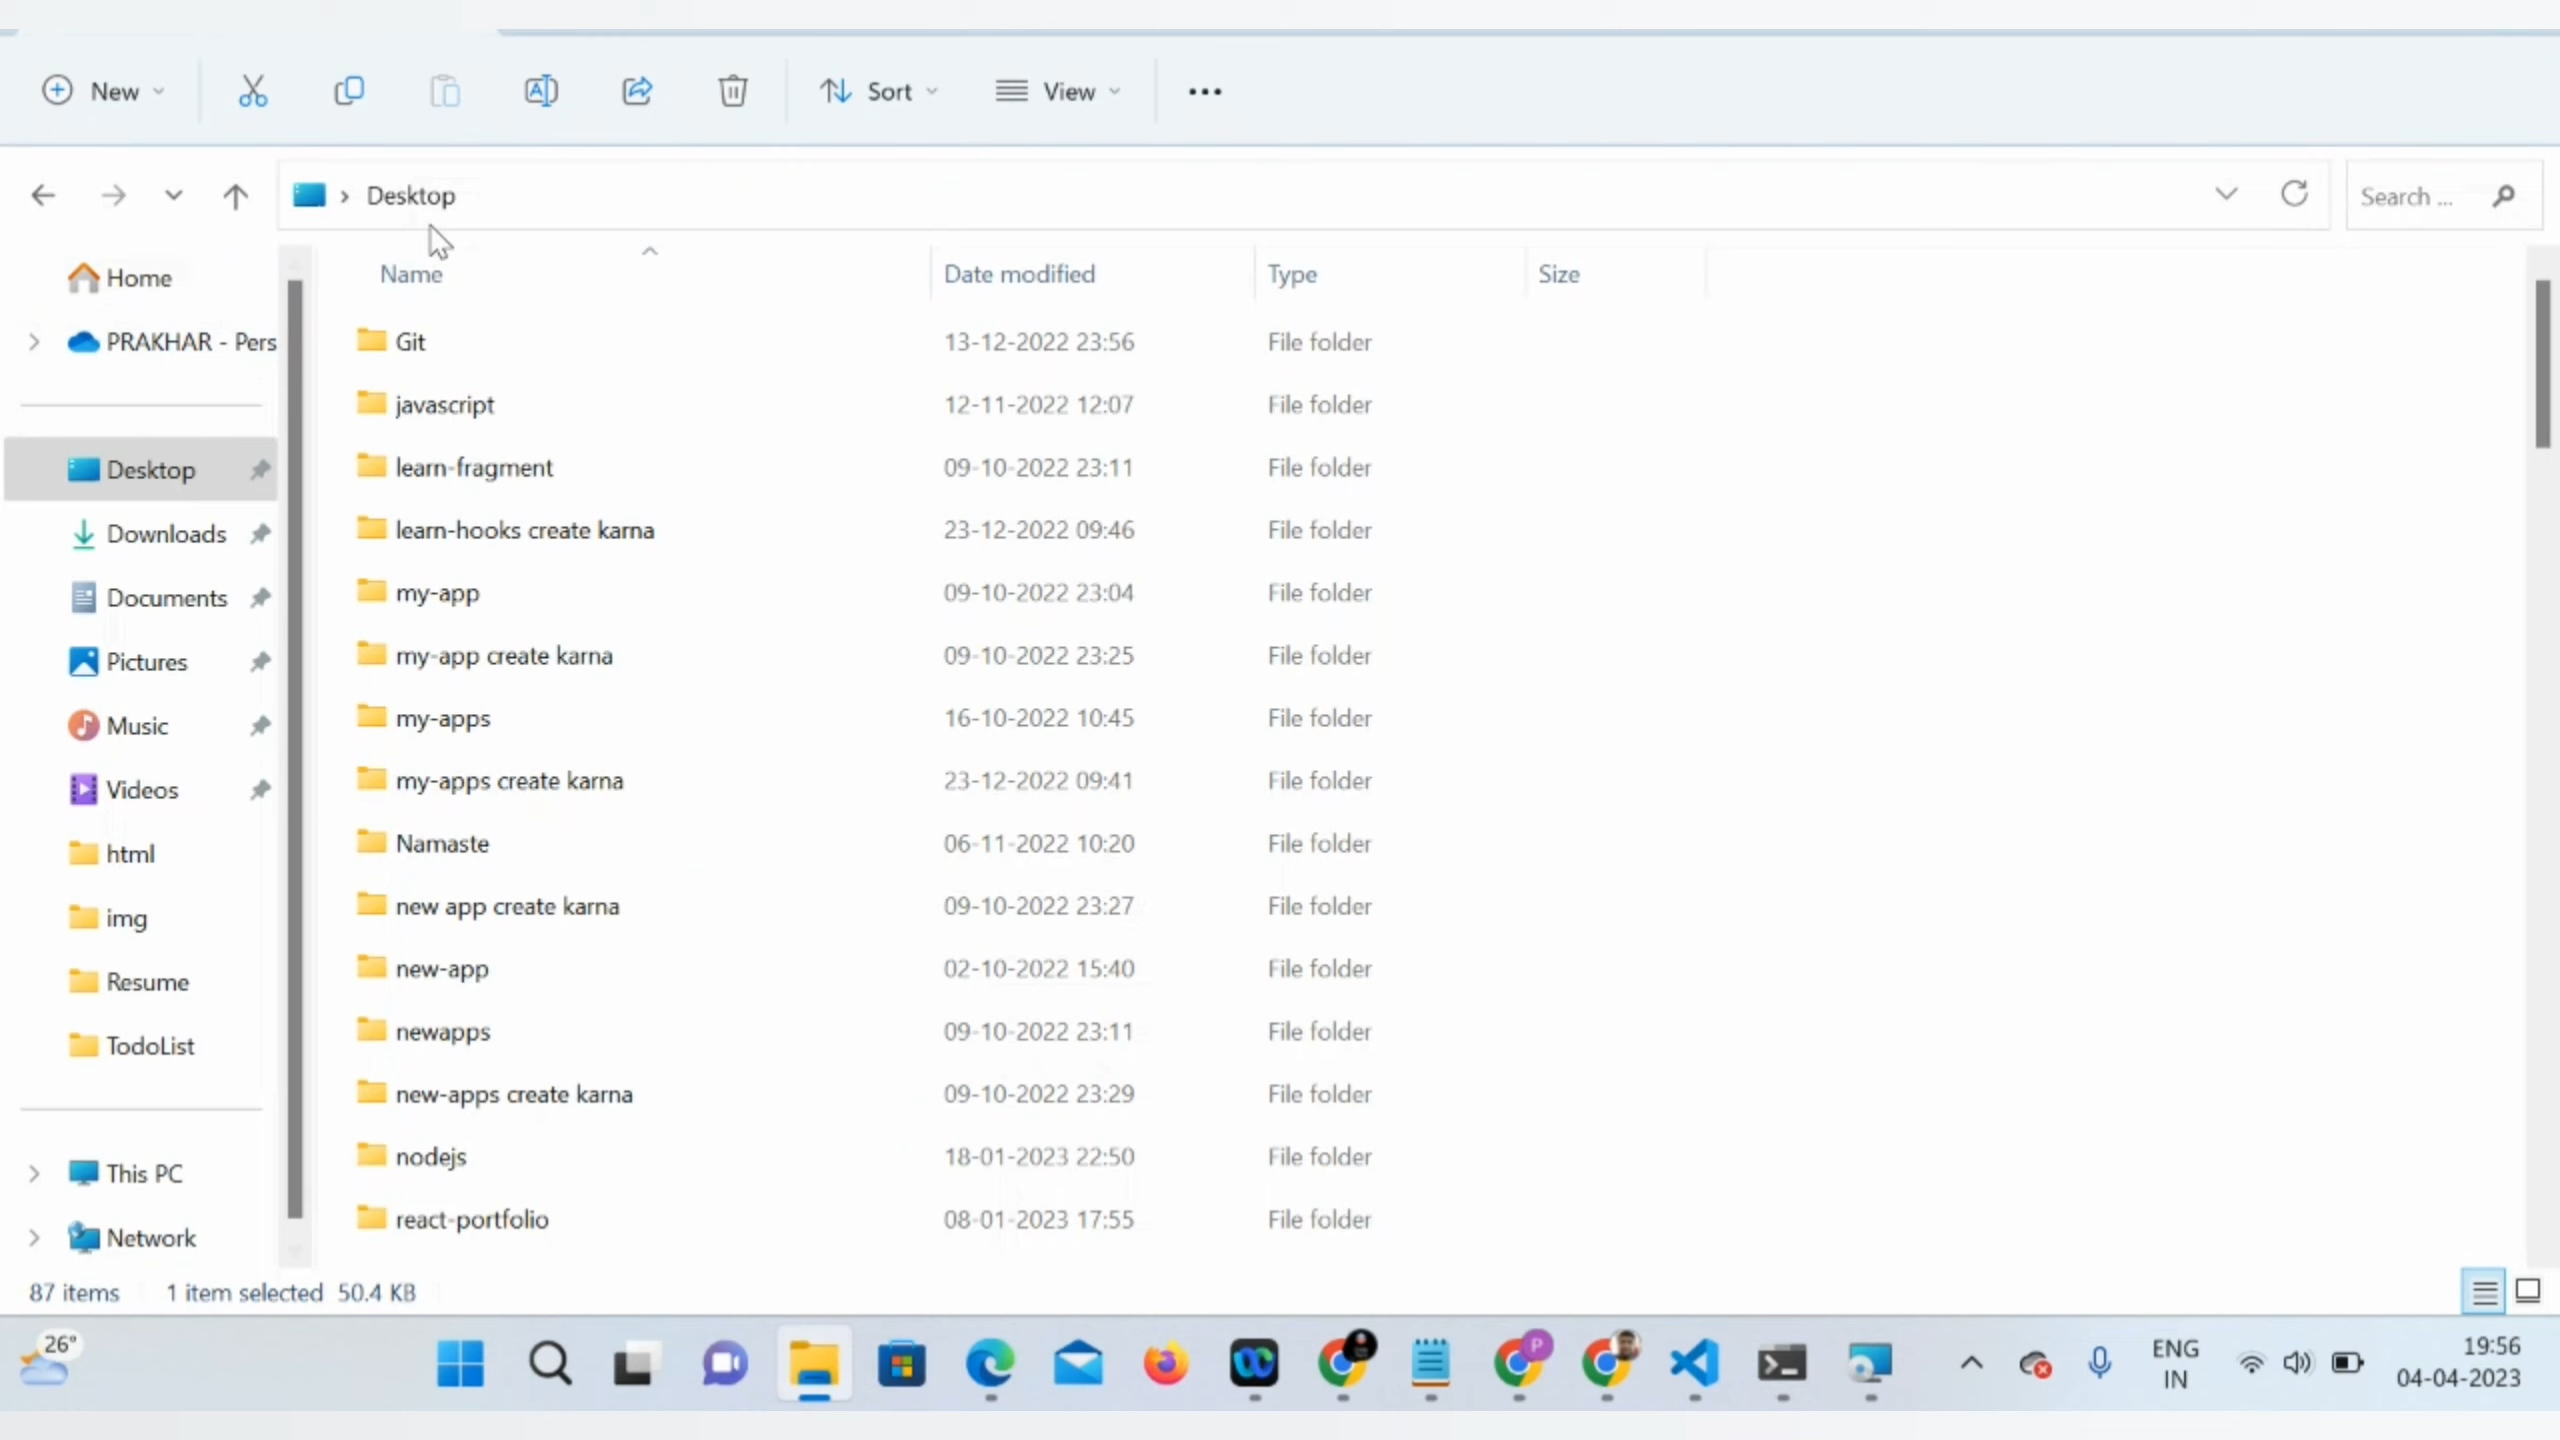 New
Sort
View
Desktop
Search ...
Home
PRAKHAR - Pers
Desktop
Downloads
Documents
Pictures
Music
Videos
html
img
Resume
TodoList
This PC
Network
Name Date modified Type Size
Git 13-12-2022 23:56 File folder
javascript 12-11-2022 12:07 File folder
learn-fragment 09-10-2022 23:11 File folder
learn-hooks create karna 23-12-2022 09:46 File folder
my-app 09-10-2022 23:04 File folder
my-app create karna 09-10-2022 23:25 File folder
my-apps 16-10-2022 10:45 File folder
my-apps create karna 23-12-2022 09:41 File folder
Namaste 06-11-2022 10:20 File folder
new app create karna 09-10-2022 23:27 File folder
new-app 02-10-2022 15:40 File folder
newapps 09-10-2022 23:11 File folder
new-apps create karna 09-10-2022 23:29 File folder
nodejs 18-01-2023 22:50 File folder
react-portfolio 08-01-2023 17:55 File folder
87 items 1 item selected 50.4 KB
26°
P
ENG
IN
19:56
04-04-2023